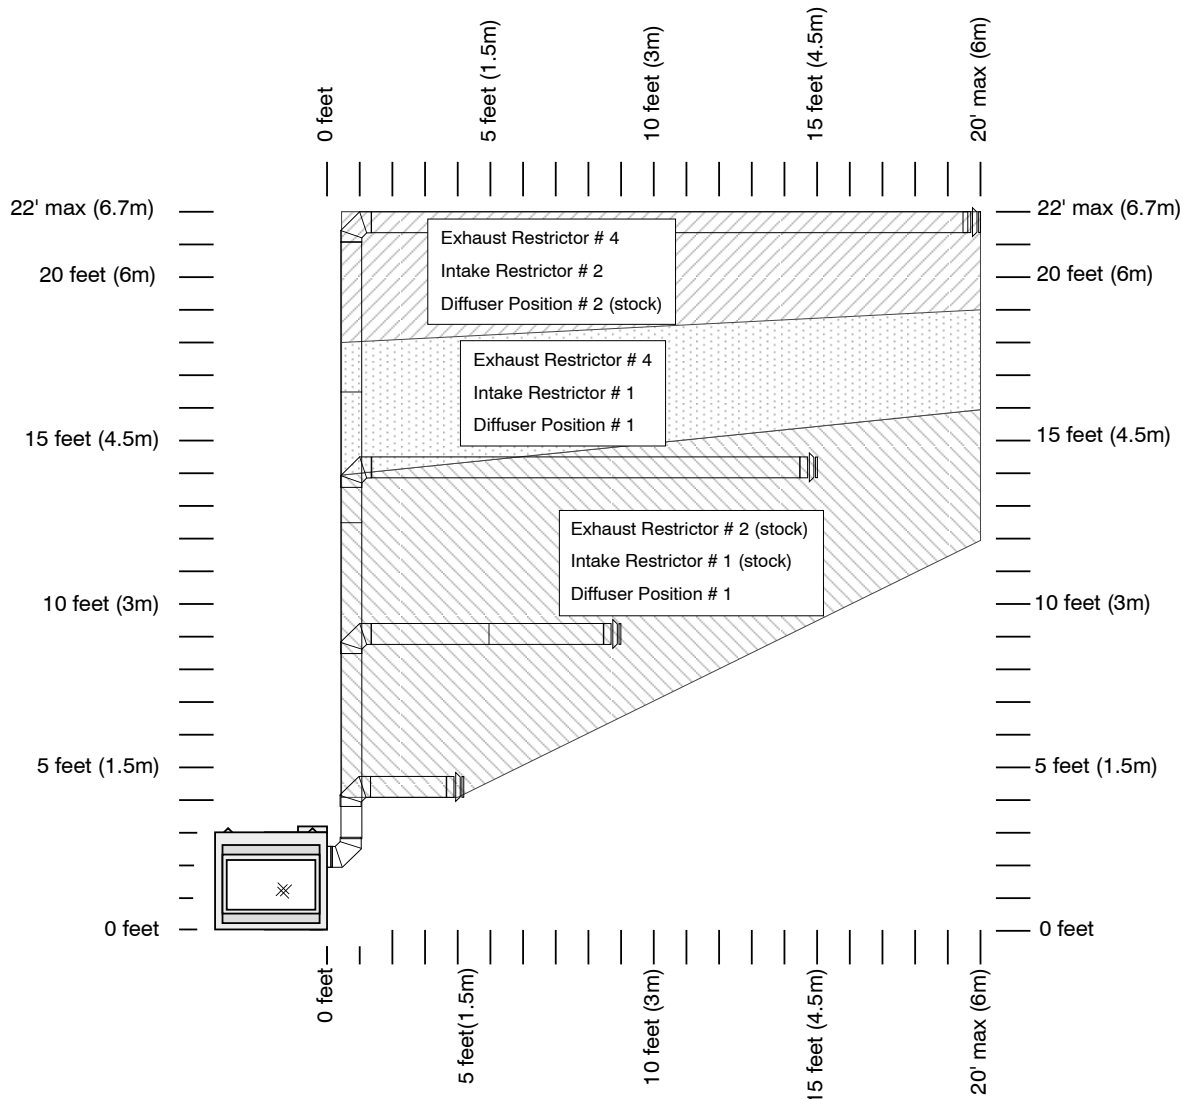 0 feet
5 feet (1.5m)
10 feet (3m)
15 feet (4.5m)
20' max (6m)
22' max (6.7m)
20 feet (6m)
15 feet (4.5m)
10 feet (3m)
5 feet (1.5m)
0 feet
Exhaust Restrictor # 4
Intake Restrictor # 2
Diffuser Position # 2 (stock)
Exhaust Restrictor # 4
Intake Restrictor # 1
Diffuser Position # 1
Exhaust Restrictor # 2 (stock)
Intake Restrictor # 1 (stock)
Diffuser Position # 1
22' max (6.7m)
20 feet (6m)
15 feet (4.5m)
10 feet (3m)
5 feet (1.5m)
0 feet
0 feet
5 feet(1.5m)
10 feet (3m)
15 feet (4.5m)
20' max (6m)